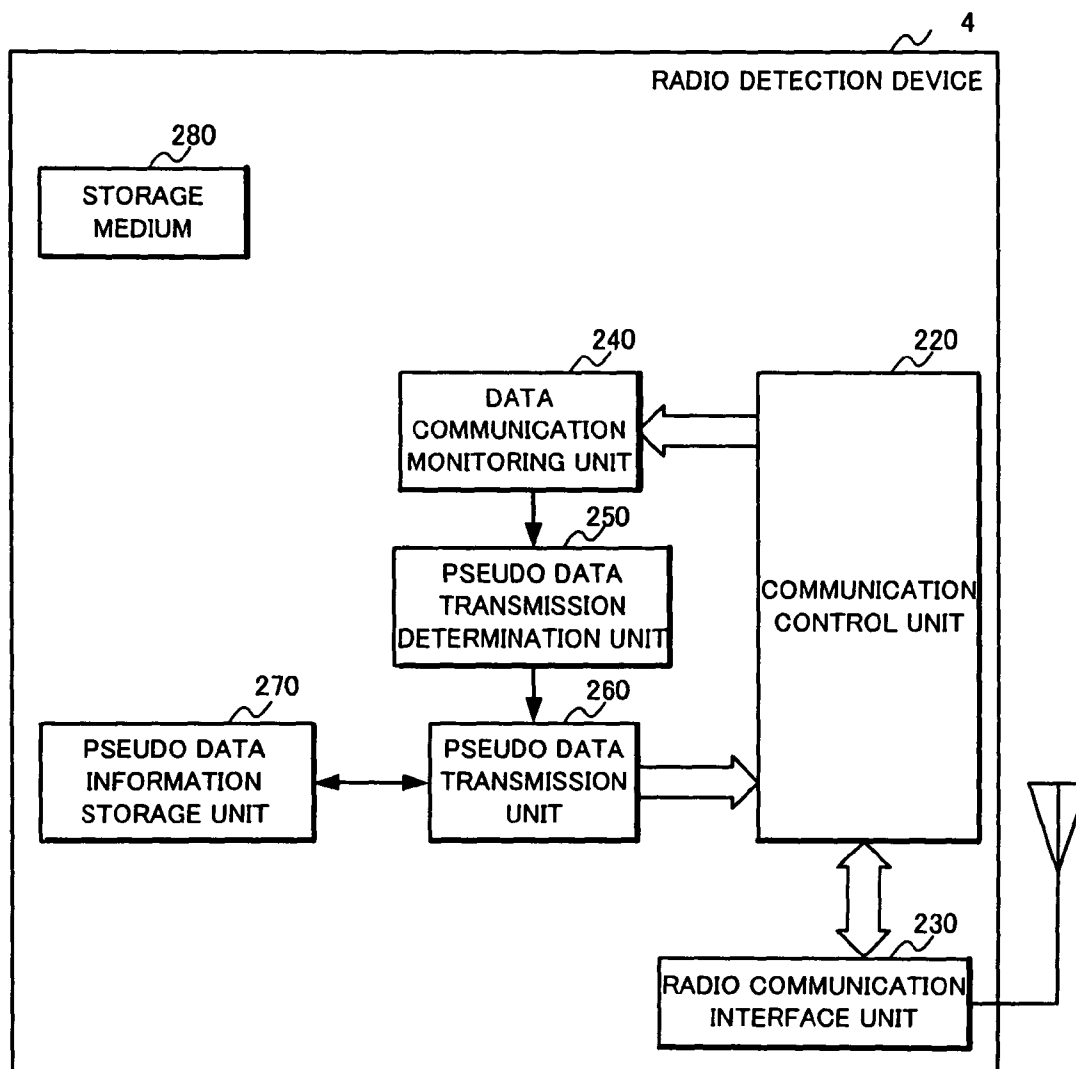 4
RADIO DETECTION DEVICE
280
STORAGE
MEDIUM
240
DATA
COMMUNICATION
MONITORING UNIT
220
COMMUNICATION
CONTROL UNIT
250
PSEUDO DATA
TRANSMISSION
DETERMINATION UNIT
270
PSEUDO DATA
INFORMATION
STORAGE UNIT
260
PSEUDO DATA
TRANSMISSION
UNIT
230
RADIO COMMUNICATION
INTERFACE UNIT